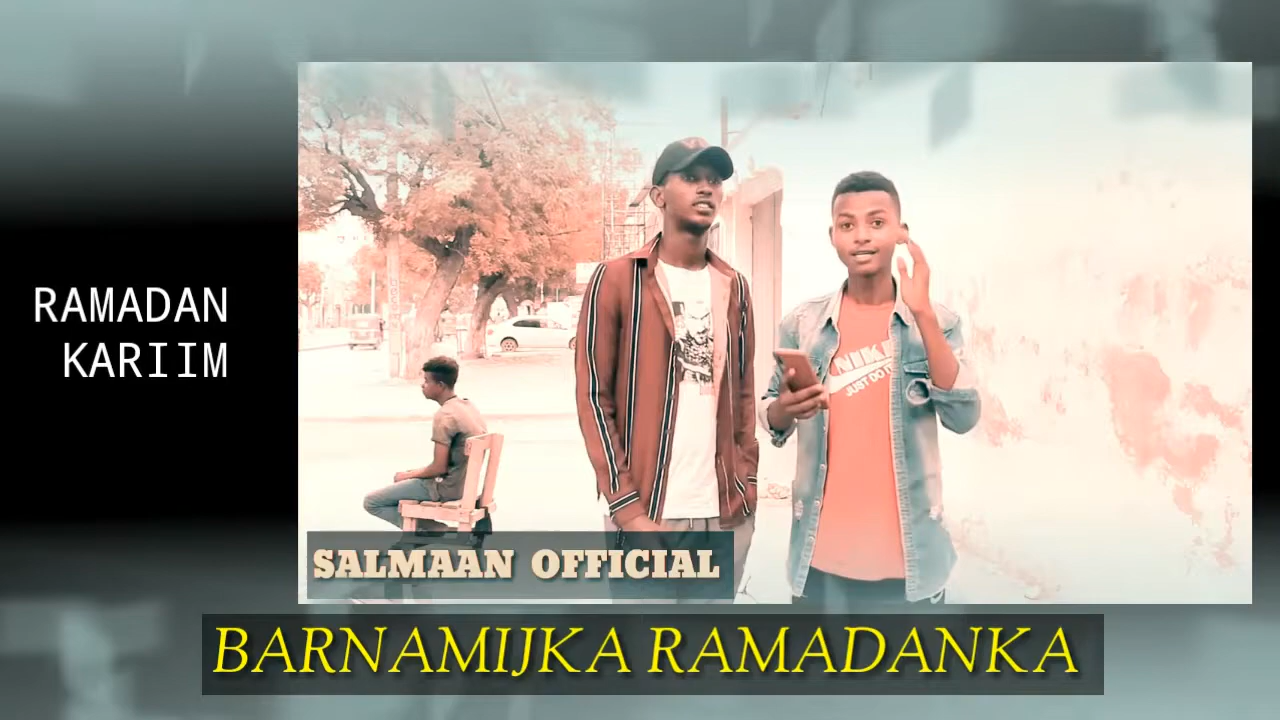 RAMADAN
KARIIM
NIKE
JUST DO IT
SALMAAN OFFICIAL
BARNAMIJKA RAMADANKA